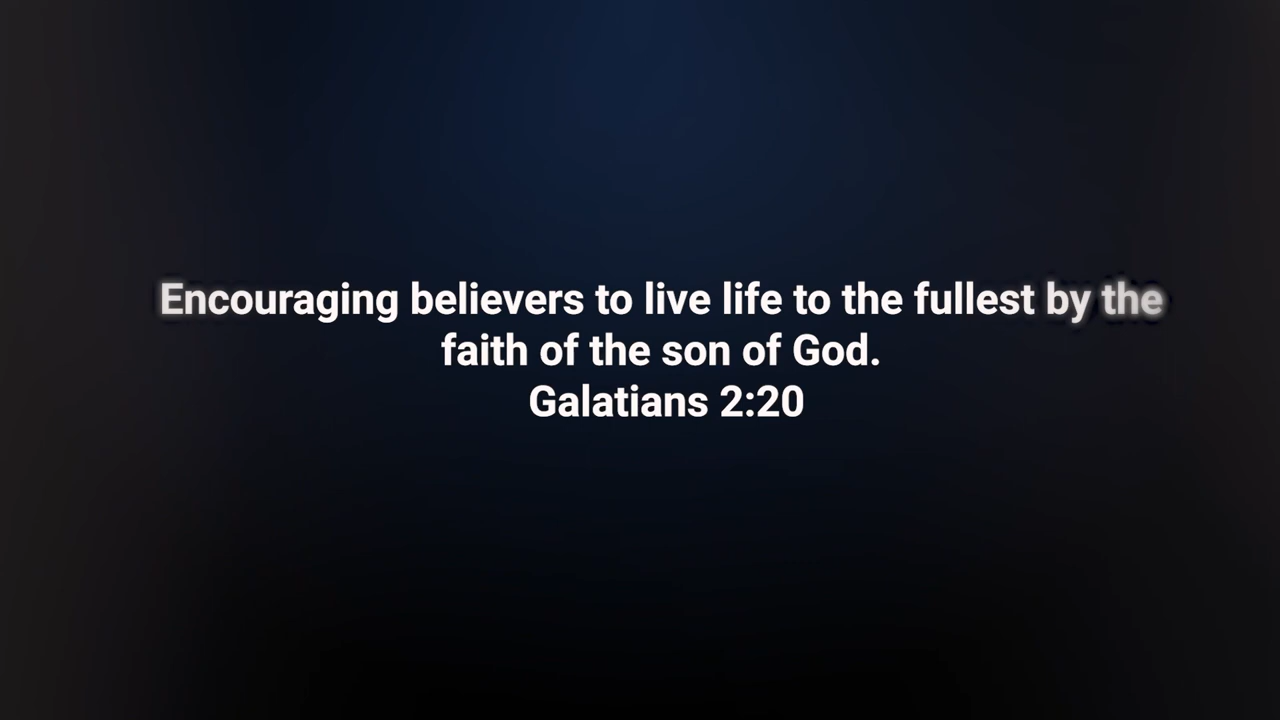 Encouraging believers to live life to the fullest by the
faith of the son of God.
Galatians 2:20